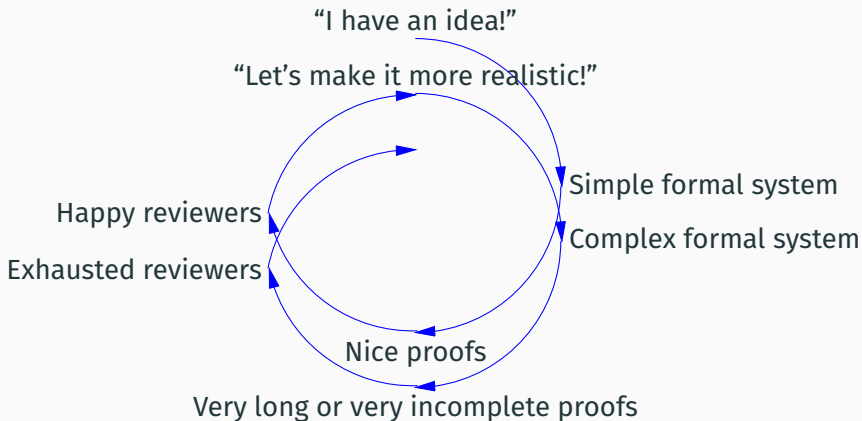 “I have an idea!”
“Let’s make it more realistic!”
Simple formal system
Happy reviewers
Complex formal system
Exhausted reviewers
Nice proofs
Very long or very incomplete proofs